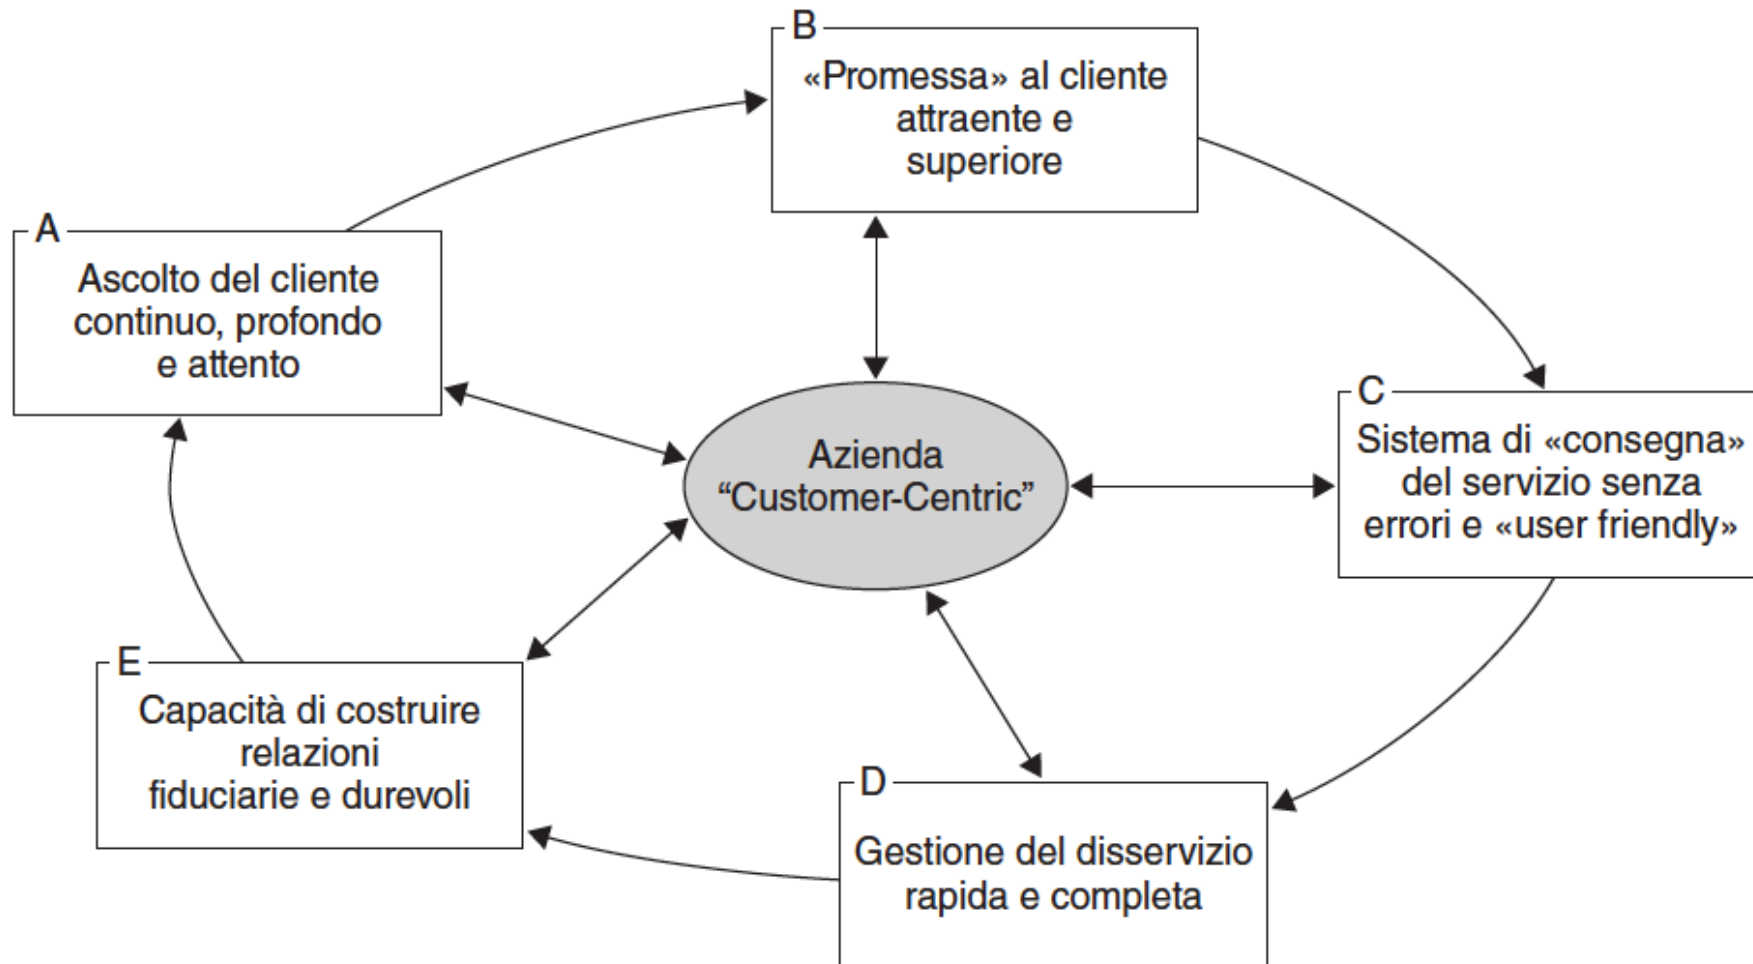 B
«Promessa» al cliente
attraente e
superiore
A
Ascolto del cliente
continuo, profondo
e attento
C
Sistema di «consegna»
del servizio senza
errori e «user friendly»
Azienda
“Customer-Centric”
E
Capacità di costruire
relazioni
fiduciarie e durevoli
D
Gestione del disservizio
rapida e completa